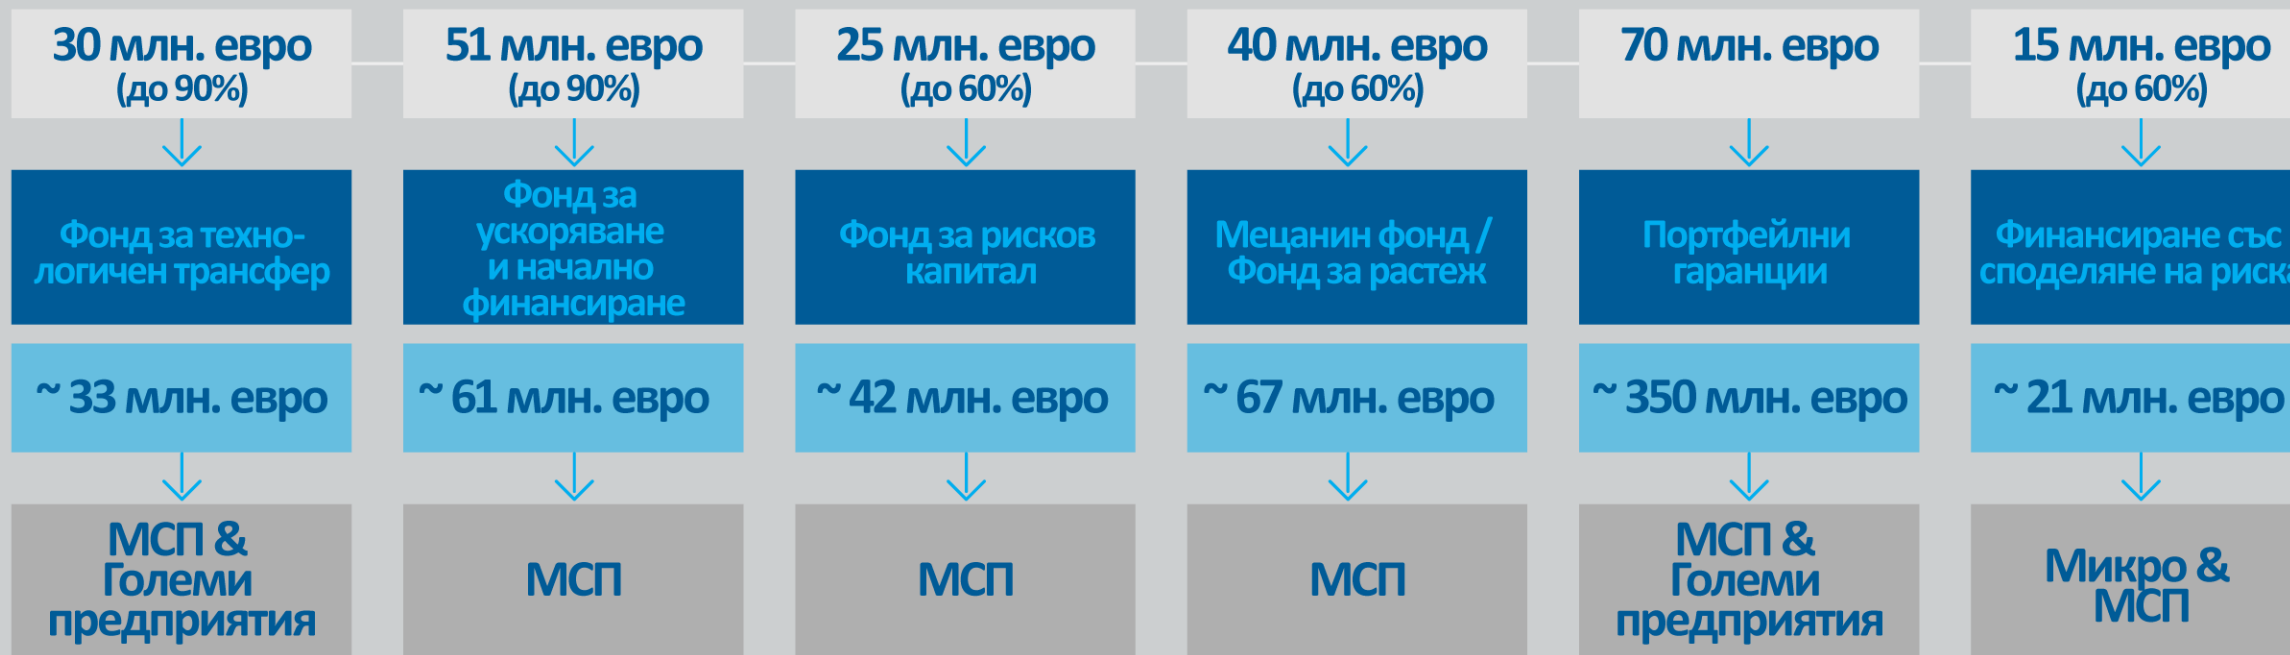 30 млн. евро
(до 90%)
51 млн. евро
(до 90%)
25 млн. евро
(до 60%)
40 млн. евро
(до 60%)
70 млн. евро
15 млн. евро
(до 60%)
Фонд за техно-
логичен трансфер
Фонд за
ускоряване
и начално
финансиране
Фонд за рисков
капитал
Мецанин фонд /
Фонд за растеж
Портфейлни
гаранции
Финансиране със
споделяне на риска
~ 33 млн. евро
~ 61 млн. евро
~ 42 млн. евро
~ 67 млн. евро
~ 350 млн. евро
~ 21 млн. евро
МСП &
Големи
предприятия
МСП
МСП
МСП
МСП &
Големи
предприятия
Микро &
МСП